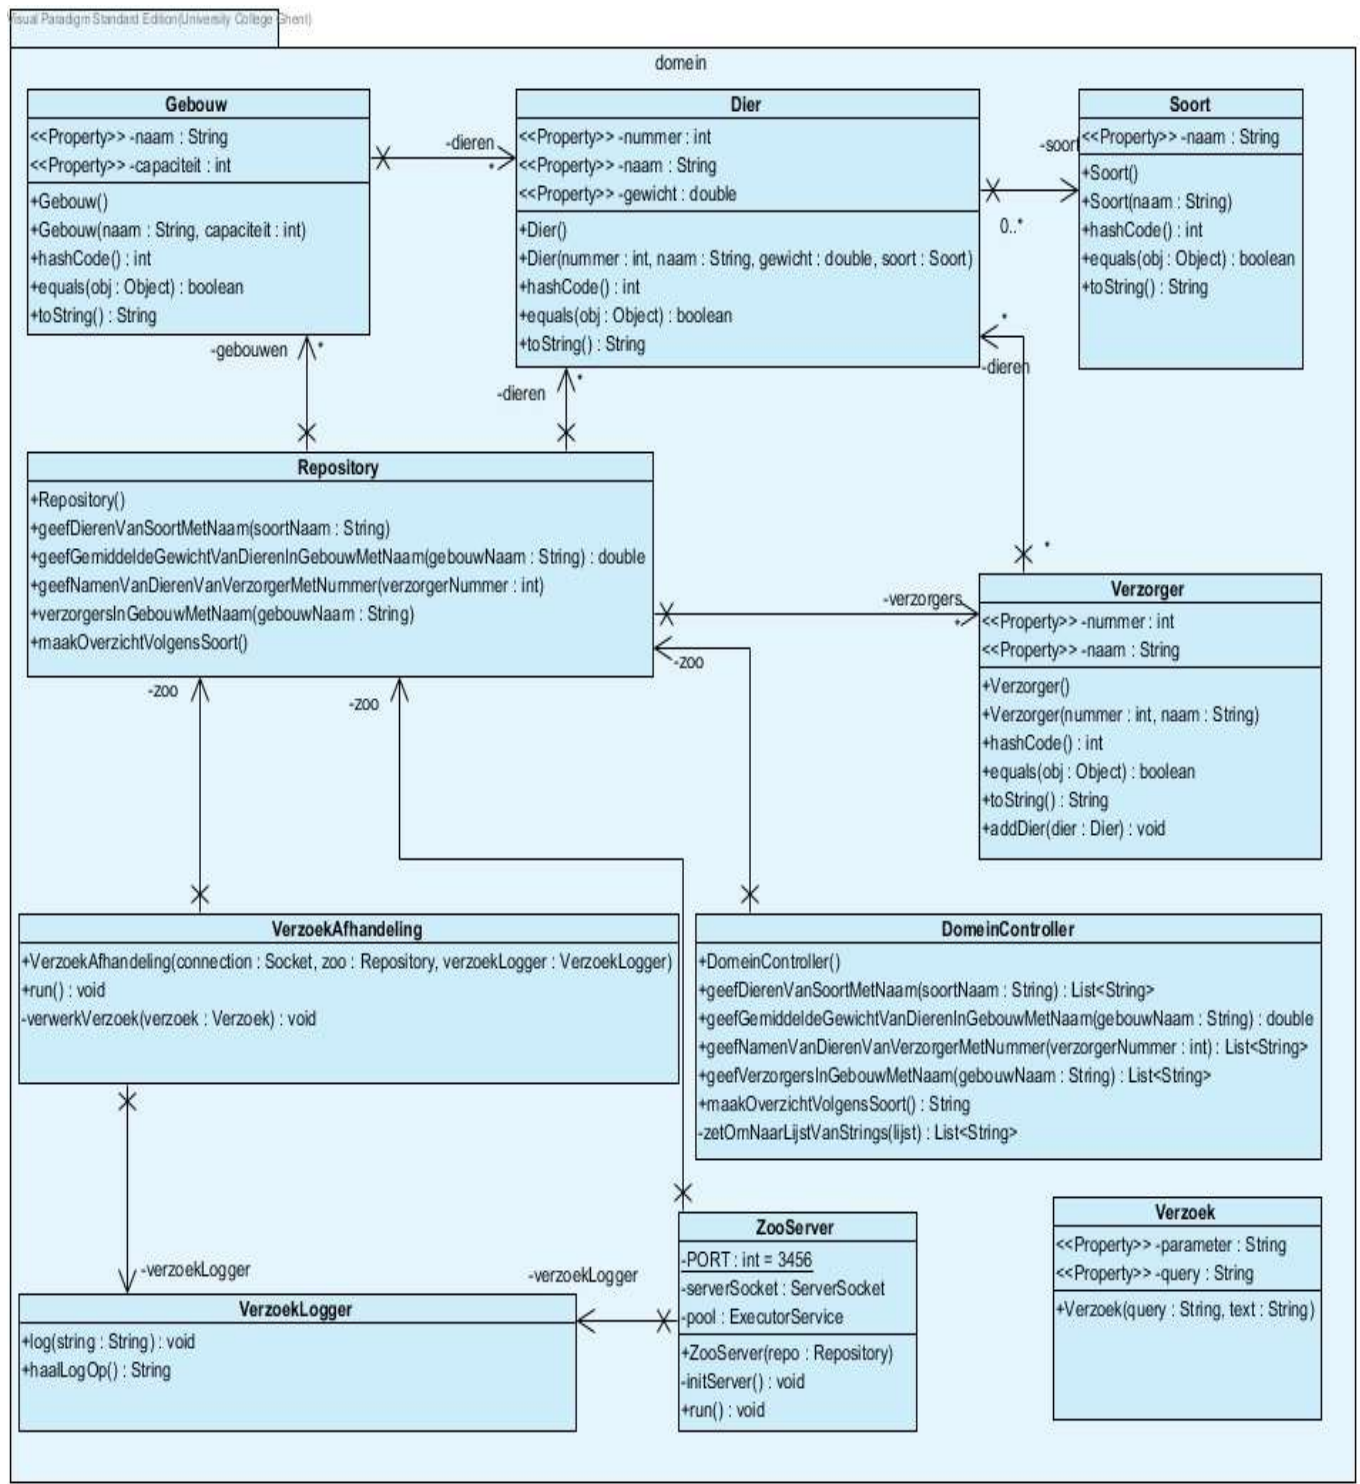 Visual Paradigm Standard Edition(University College Ghent)
domein
Gebouw
<<Property>> -naam : String
<<Property>> -capaciteit : int
+Gebouw()
+Gebouw(naam : String, capaciteit : int)
+hashCode() : int
+equals(obj : Object) : boolean
+toString() : String
-dieren
*
Dier
<<Property>> -nummer : int
<<Property>> -naam : String
<<Property>> -gewicht : double
+Dier()
+Dier(nummer : int, naam : String, gewicht : double, soort : Soort)
+hashCode() : int
+equals(obj : Object) : boolean
+toString() : String
-soort
0..*
Soort
<<Property>> -naam : String
+Soort()
+Soort(naam : String)
+hashCode() : int
+equals(obj : Object) : boolean
+toString() : String
-gebouwen
*
-dieren
*
*
-dieren
*
Repository
+Repository()
+geefDierenVanSoortMetNaam(soortNaam : String)
+geefGemiddeldeGewichtVanDierenInGebouwMetNaam(gebouwNaam : String) : double
+geefNamenVanDierenVanVerzorgerMetNummer(verzorgerNummer : int)
+verzorgersInGebouwMetNaam(gebouwNaam : String)
+maakOverzichtVolgensSoort()
-verzorgers
*
Verzorger
<<Property>> -nummer : int
<<Property>> -naam : String
+Verzorger()
+Verzorger(nummer : int, naam : String)
+hashCode() : int
+equals(obj : Object) : boolean
+toString() : String
+addDier(dier : Dier) : void
-zoo
-zoo
-zoo
VerzoekAfhandeling
+VerzoekAfhandeling(connection : Socket, zoo : Repository, verzoekLogger : VerzoekLogger)
+run() : void
-verwerkVerzoek(verzoek : Verzoek) : void
DomeinController
+DomeinController()
+geefDierenVanSoortMetNaam(soortNaam : String) : List<String>
+geefGemiddeldeGewichtVanDierenInGebouwMetNaam(gebouwNaam : String) : double
+geefNamenVanDierenVanVerzorgerMetNummer(verzorgerNummer : int) : List<String>
+geefVerzorgersInGebouwMetNaam(gebouwNaam : String) : List<String>
+maakOverzichtVolgensSoort() : String
-zetOmNaarLijstVanStrings(lijst) : List<String>
-verzoekLogger
-verzoekLogger
VerzoekLogger
+log(string : String) : void
+haalLogOp() : String
ZooServer
-PORT : int = 3456
-serverSocket : ServerSocket
-pool : ExecutorService
+ZooServer(repo : Repository)
-initServer() : void
+run() : void
Verzoek
<<Property>> -parameter : String
<<Property>> -query : String
+Verzoek(query : String, text : String)